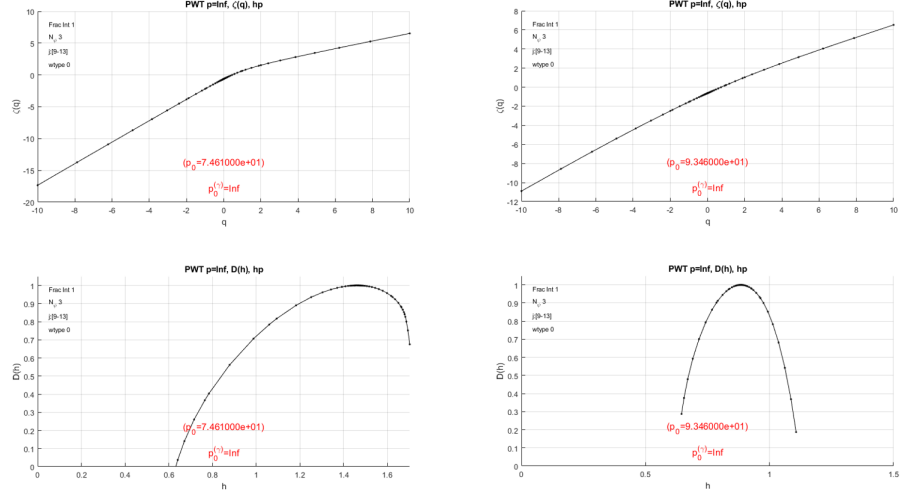 PWT p=Inf, ζ(q), hp
Frac Int 1
N_ψ 3
j:[9-13]
wtype 0
5
0
-5
-10
-15
-20
ζ(q)
(p_0=7.461000e+01)
p_0^(γ)=Inf
-10 -8 -6 -4 -2 0 2 4 6 8 10
q
PWT p=Inf, ζ(q), hp
Frac Int 1
N_ψ 3
j:[9-13]
wtype 0
8
6
4
2
0
-2
-4
-6
-8
-10
-12
ζ(q)
(p_0=9.346000e+01)
p_0^(γ)=Inf
-10 -8 -6 -4 -2 0 2 4 6 8 10
q
10
PWT p=Inf, D(h), hp
Frac Int 1
N_ψ 3
j:[9-13]
wtype 0
1
0.9
0.8
0.7
0.6
0.5
0.4
0.3
0.2
0.1
0
D(h)
(p_0=7.461000e+01)
p_0^(γ)=Inf
0 0.2 0.4 0.6 0.8 1 1.2 1.4 1.6
h
PWT p=Inf, D(h), hp
Frac Int 1
N_ψ 3
j:[9-13]
wtype 0
1
0.9
0.8
0.7
0.6
0.5
0.4
0.3
0.2
0.1
0
D(h)
(p_0=9.346000e+01)
p_0^(γ)=Inf
0 0.5 1 1.5
h